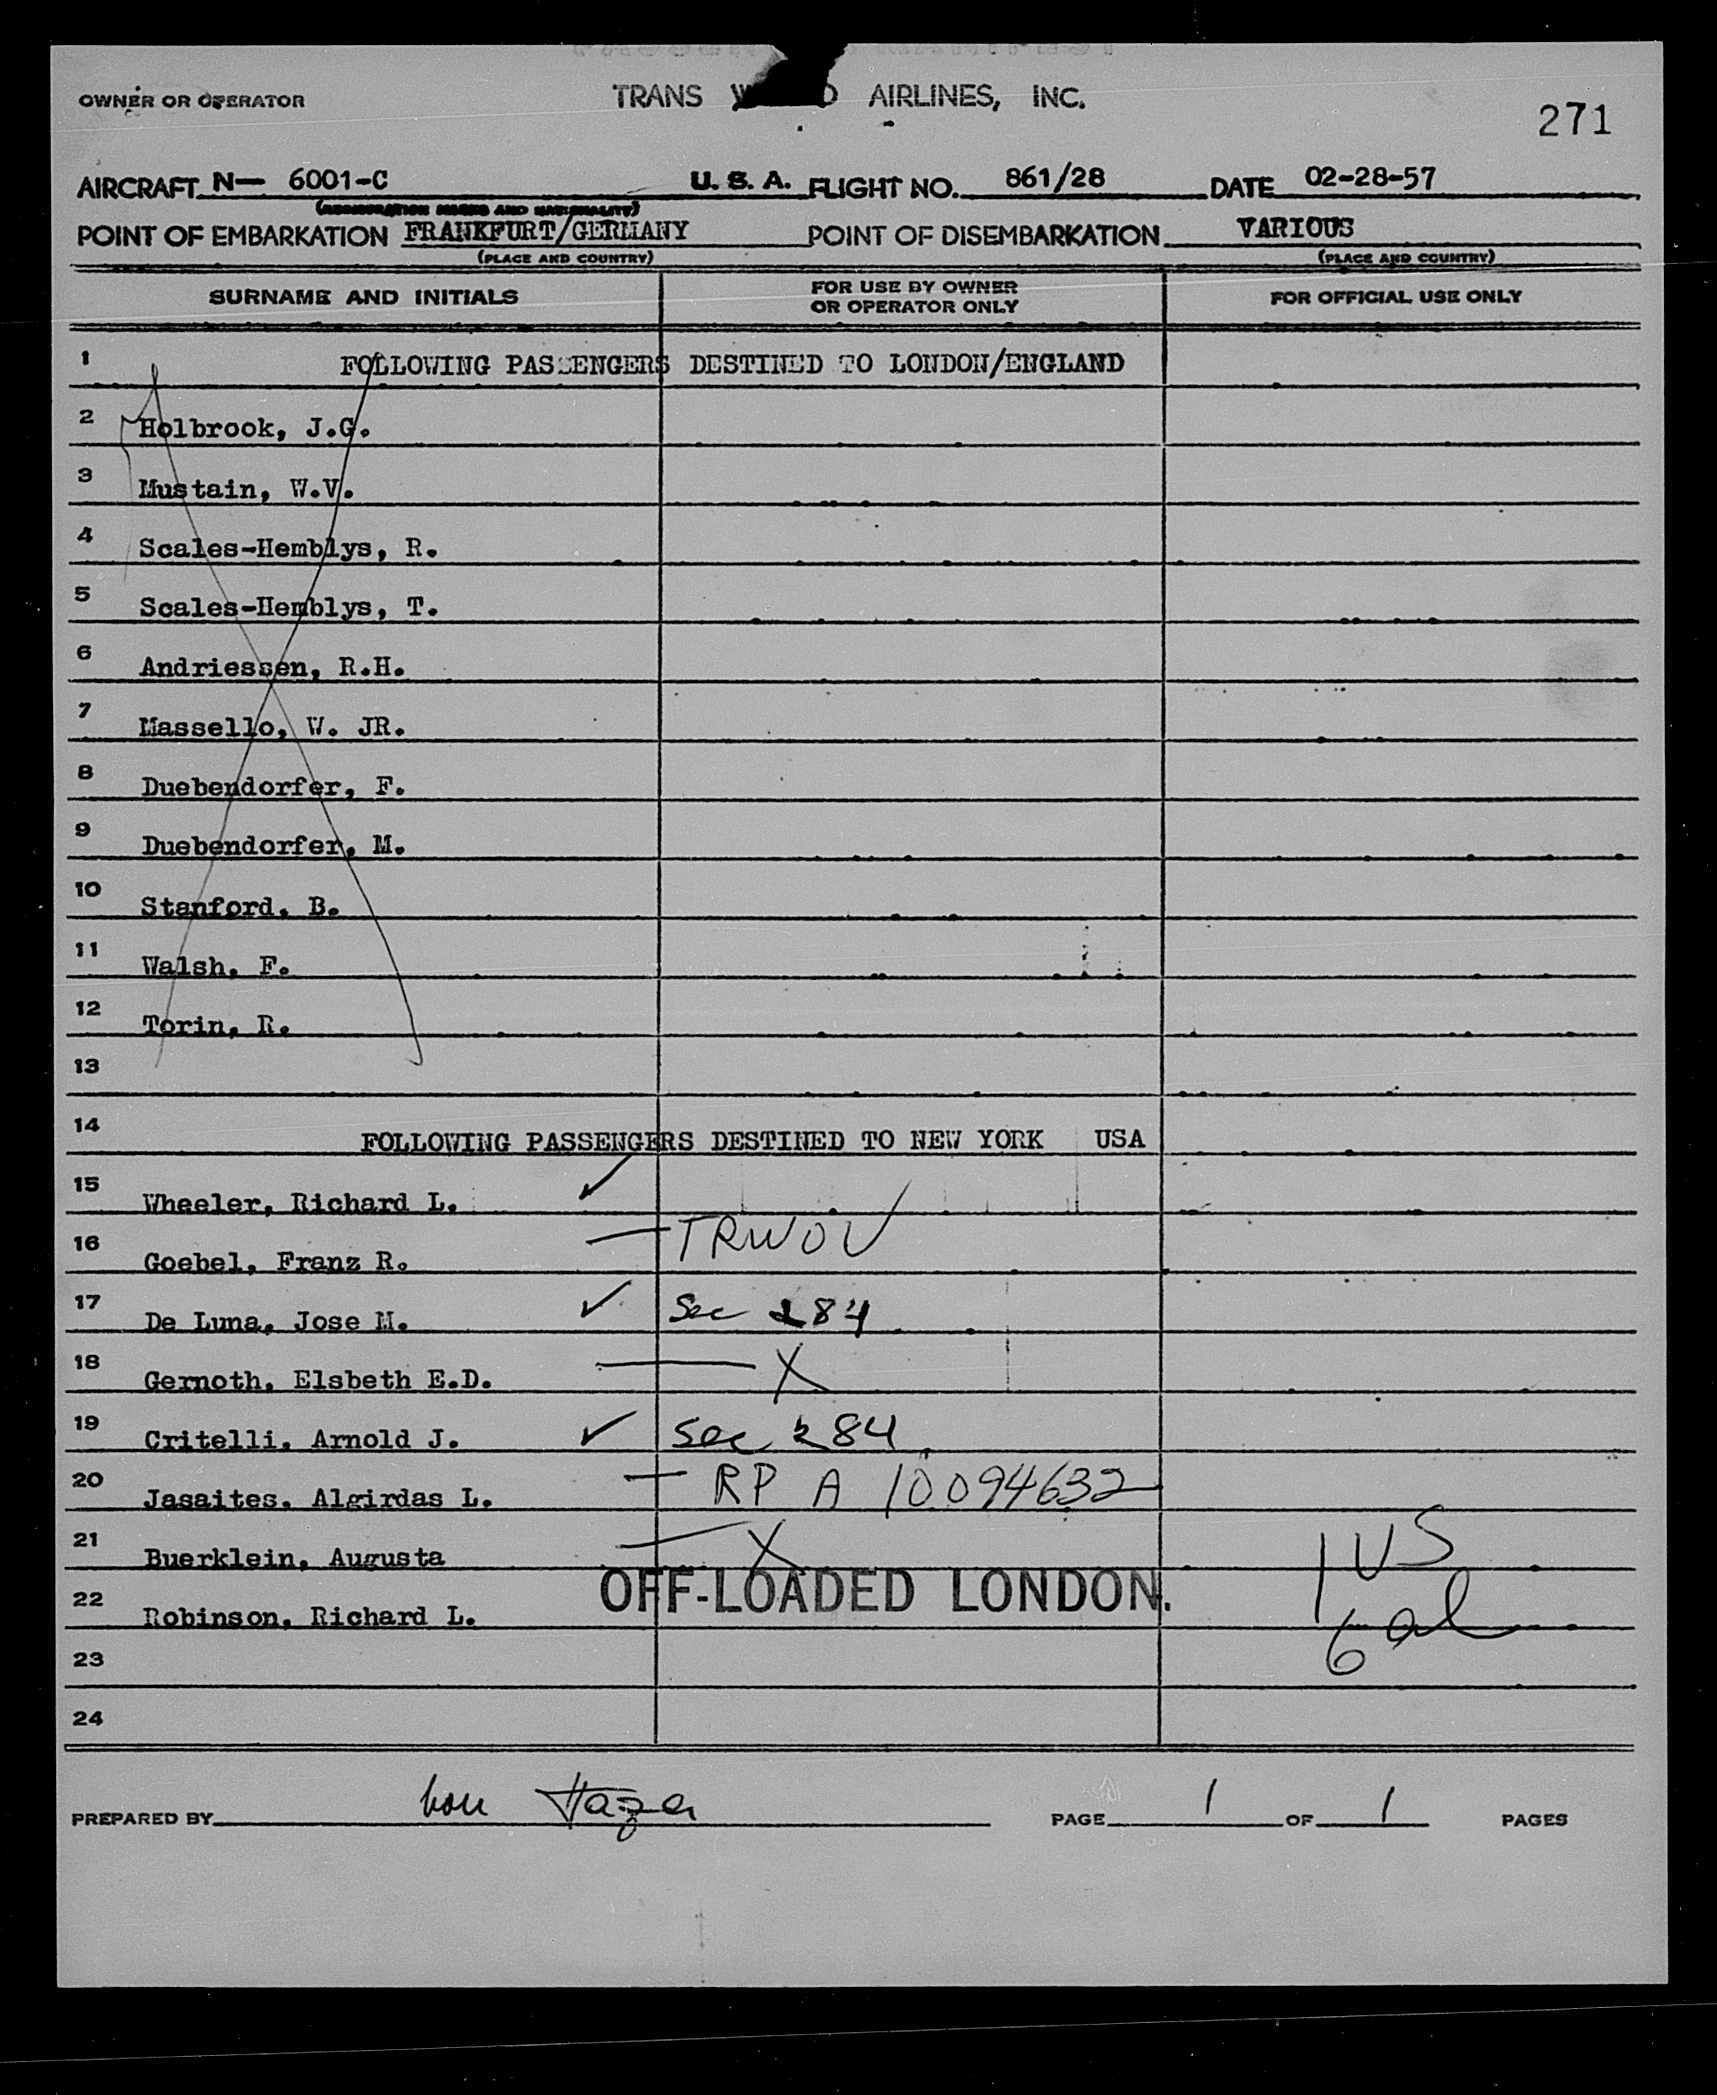 OWNER OR OPERATOR TRANS W D AIRLINES, INC.
271
AIRCRAFT N— 6001-C U. S. A. FLIGHT NO. 861/28 DATE 02-28-57
(REGISTRATION MARKS AND NATIONALITY)
POINT OF EMBARKATION FRANKFURT/GERMANY POINT OF DISEMBARKATION VARIOUS
(PLACE AND COUNTRY) (PLACE AND COUNTRY)
SURNAME AND INITIALS FOR USE BY OWNER OR OPERATOR ONLY FOR OFFICIAL USE ONLY
1 FOLLOWING PASSENGERS DESTINED TO LONDON/ENGLAND
2 Holbrook, J.G.
3 Mustain, W.V.
4 Scales-Hemblys, R.
5 Scales-Hemblys, T.
6 Andriessen, R.H.
7 Massello, W. JR.
8 Duebendorfer, F.
9 Duebendorfer, M.
10 Stanford, B.
11 Walsh, F.
12 Torin, R.
13
14 FOLLOWING PASSENGERS DESTINED TO NEW YORK USA
15 Wheeler, Richard L. ✓
16 Goebel, Franz R. — TRWOV
17 De Luna, Jose M. ✓ Sec 284
18 Gernoth, Elsbeth E.D. — X
19 Critelli, Arnold J. ✓ Sec 284
20 Jasaites, Algirdas L. — RP A 10094632
21 Buerklein, Augusta — X 1 US
22 Robinson, Richard L. OFF-LOADED LONDON. 6 al
23
24
PREPARED BY von PAGE 1 OF 1 PAGES